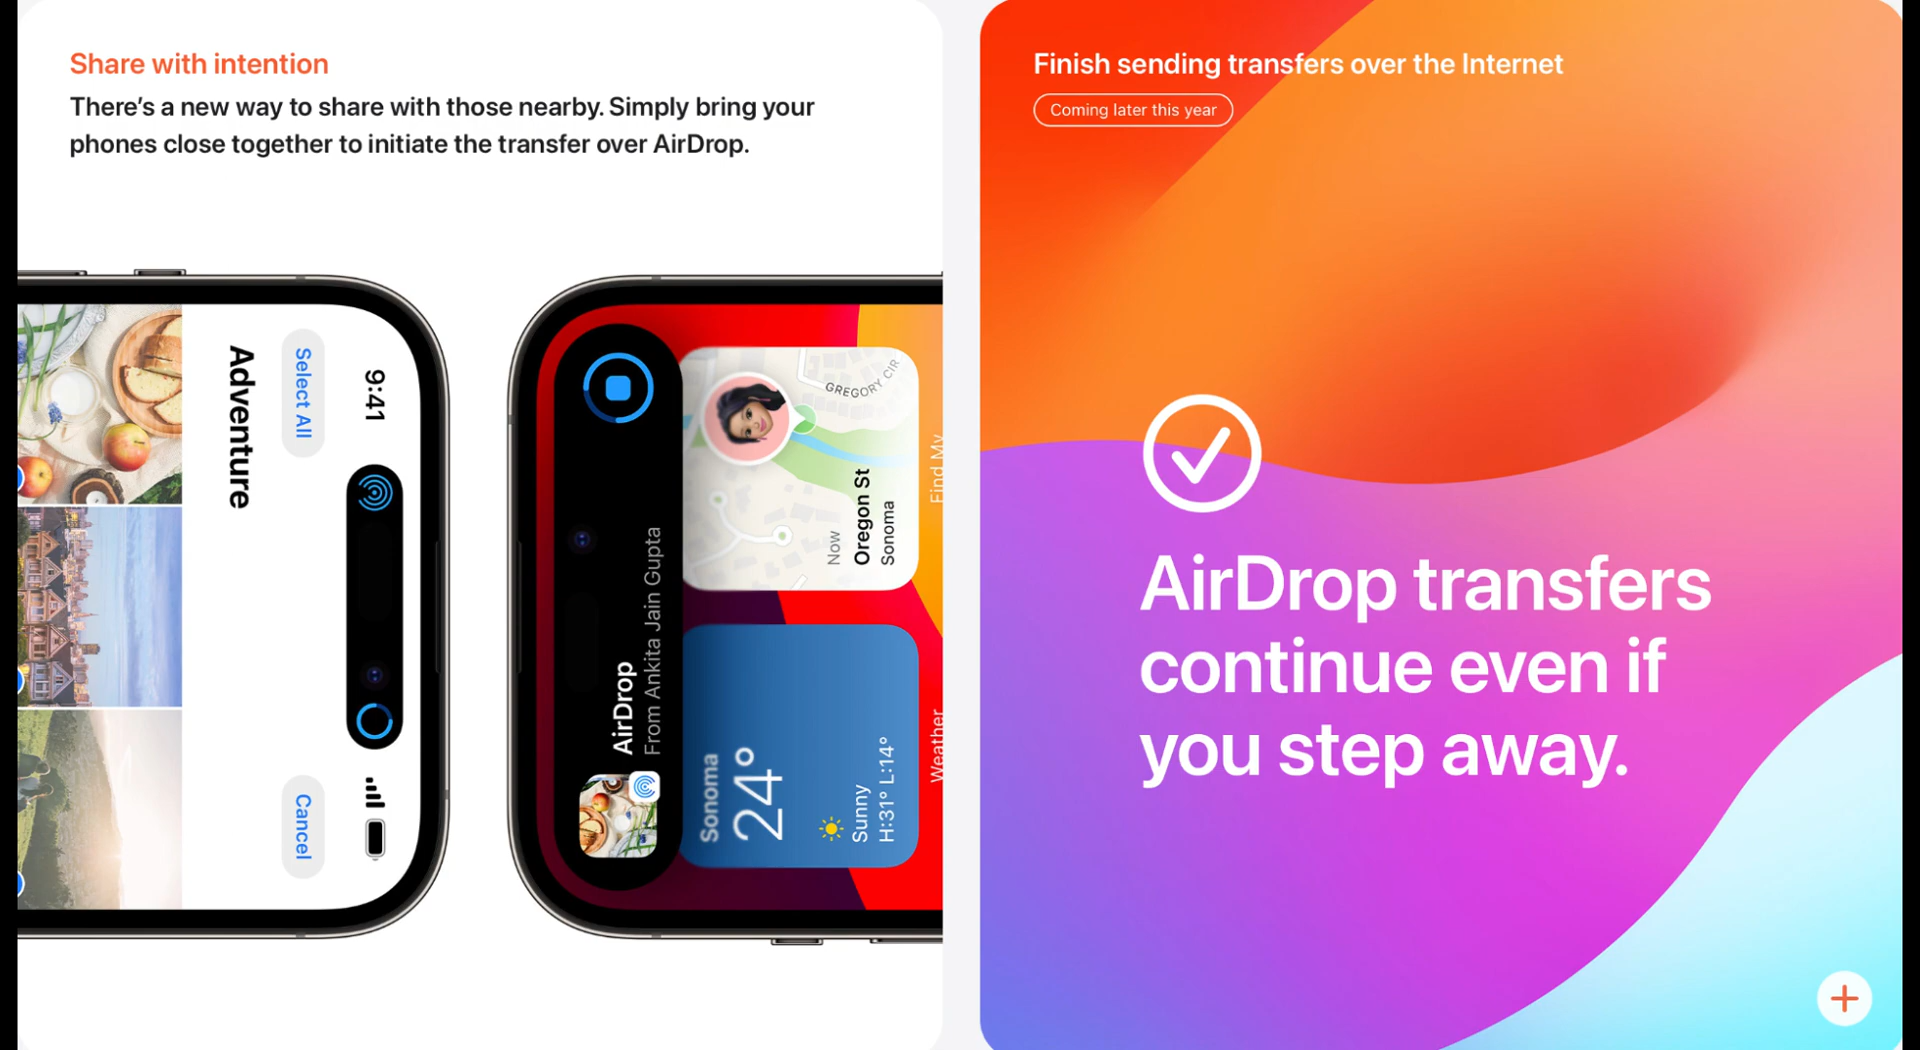 Share with intention
There's a new way to share with those nearby. Simply bring your
phones close together to initiate the transfer over AirDrop.
9:41
Select All
Cancel
Adventure
AirDrop
From Ankita Jain Gupta
GREGORY CIR
Now
Oregon St
Sonoma
Find My
Sonoma
24°
Sunny
H:31° L:14°
Weather
Finish sending transfers over the Internet
Coming later this year
AirDrop transfers
continue even if
you step away.